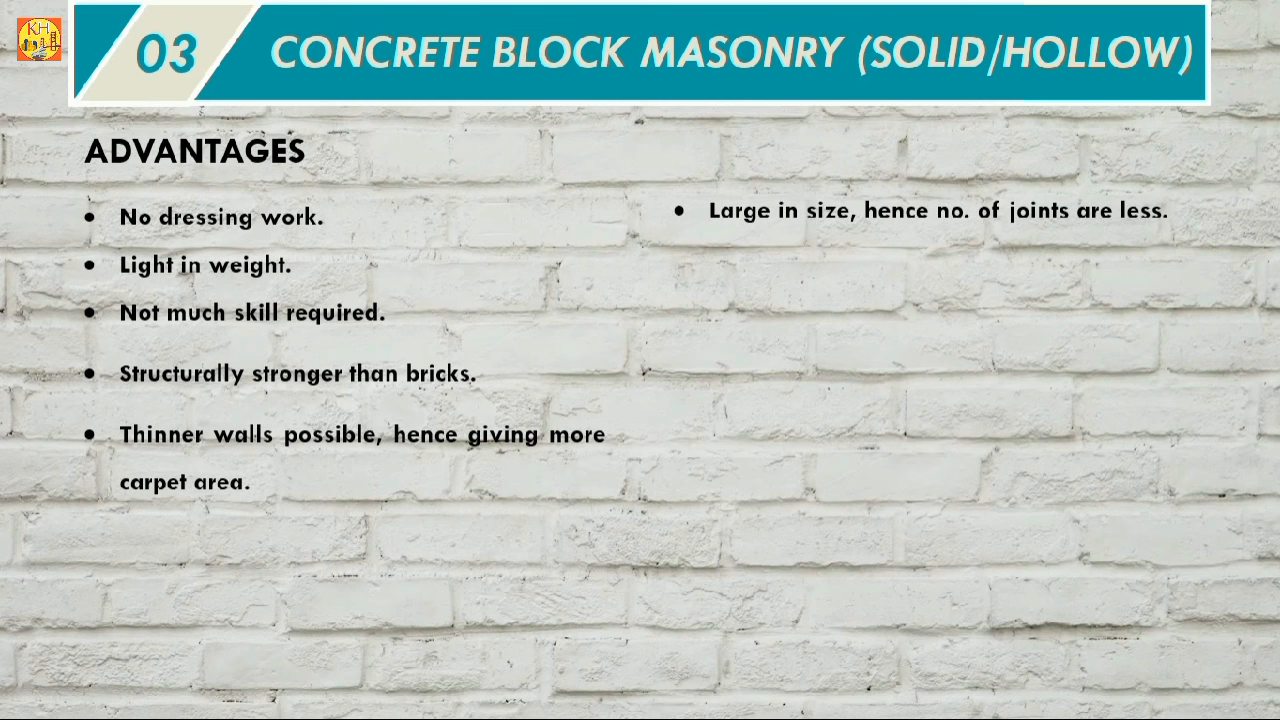 KH
03 CONCRETE BLOCK MASONRY (SOLID/HOLLOW)
ADVANTAGES
• No dressing work.
• Light in weight.
• Not much skill required.
• Structurally stronger than bricks.
• Thinner walls possible, hence giving more
carpet area.
• Large in size, hence no. of joints are less.